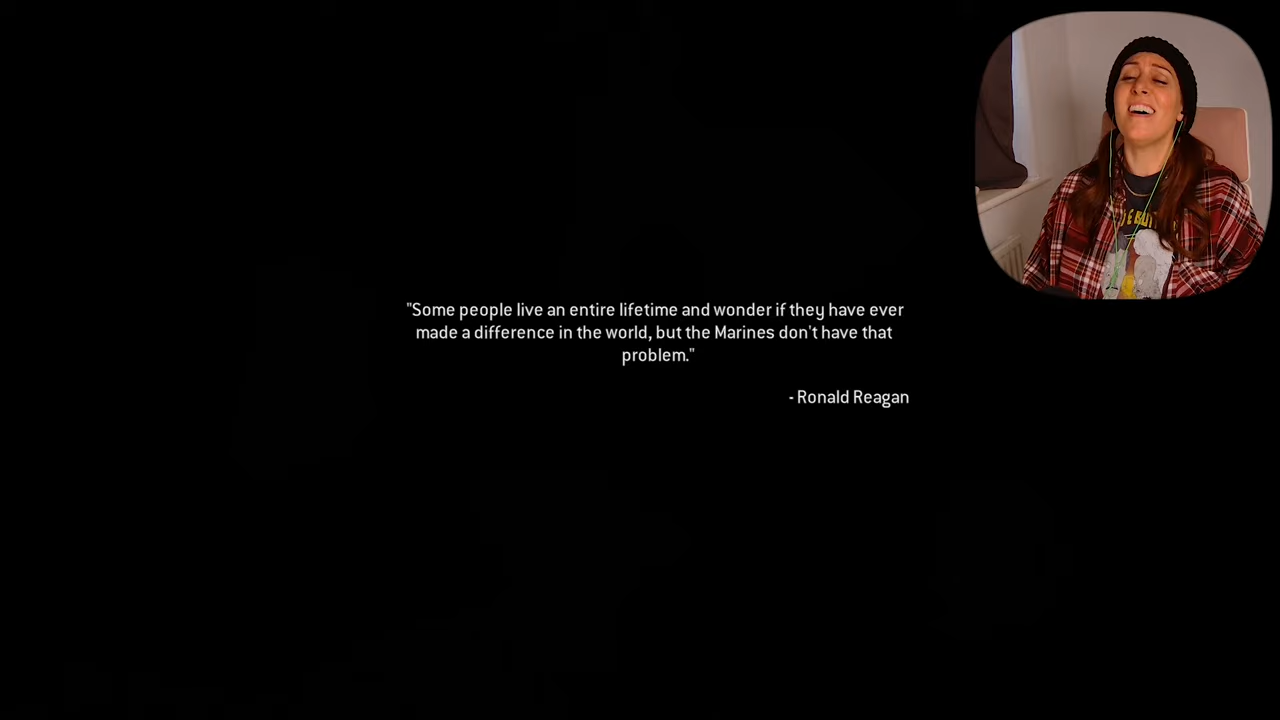 "Some people live an entire lifetime and wonder if they have ever
made a difference in the world, but the Marines don't have that
problem."
- Ronald Reagan